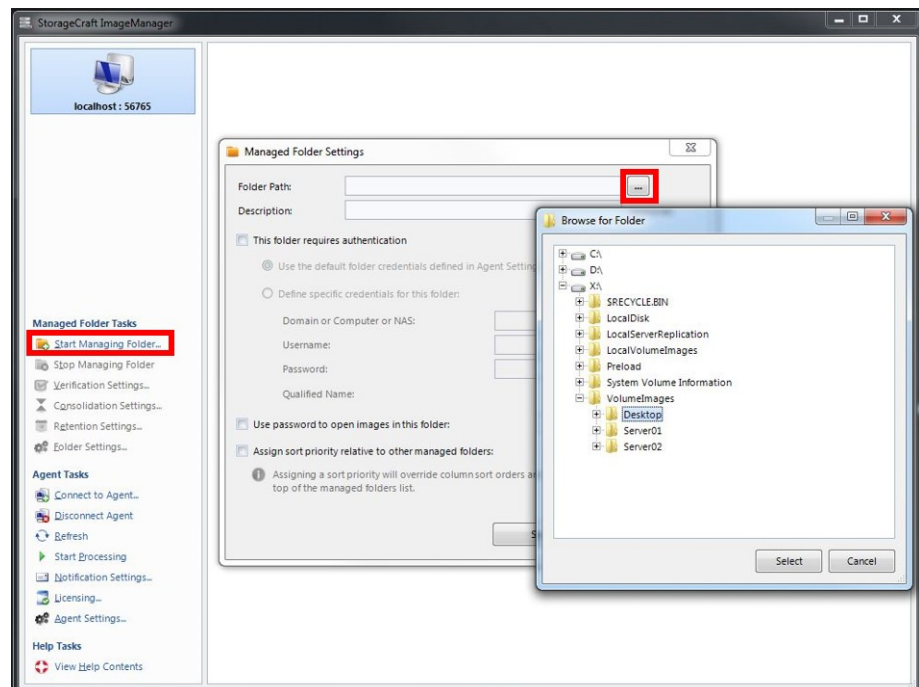 StorageCraft ImageManager
localhost : 56765
Managed Folder Tasks
Start Managing Folder...
Stop Managing Folder
Verification Settings...
Consolidation Settings...
Retention Settings...
Folder Settings...
Agent Tasks
Connect to Agent...
Disconnect Agent
Refresh
Start Processing
Notification Settings...
Licensing...
Agent Settings...
Help Tasks
View Help Contents
Managed Folder Settings
Folder Path:
...
Description:
This folder requires authentication
Use the default folder credentials defined in Agent Setting
Define specific credentials for this folder:
Domain or Computer or NAS:
Username:
Password:
Qualified Name:
Use password to open images in this folder:
Assign sort priority relative to other managed folders:
Assigning a sort priority will override column sort orders a
top of the managed folders list.
S
Browse for Folder
C:\
D:\
X:\
$RECYCLE.BIN
LocalDisk
LocalServerReplication
LocalVolumeImages
Preload
System Volume Information
VolumeImages
Desktop
Server01
Server02
Select
Cancel